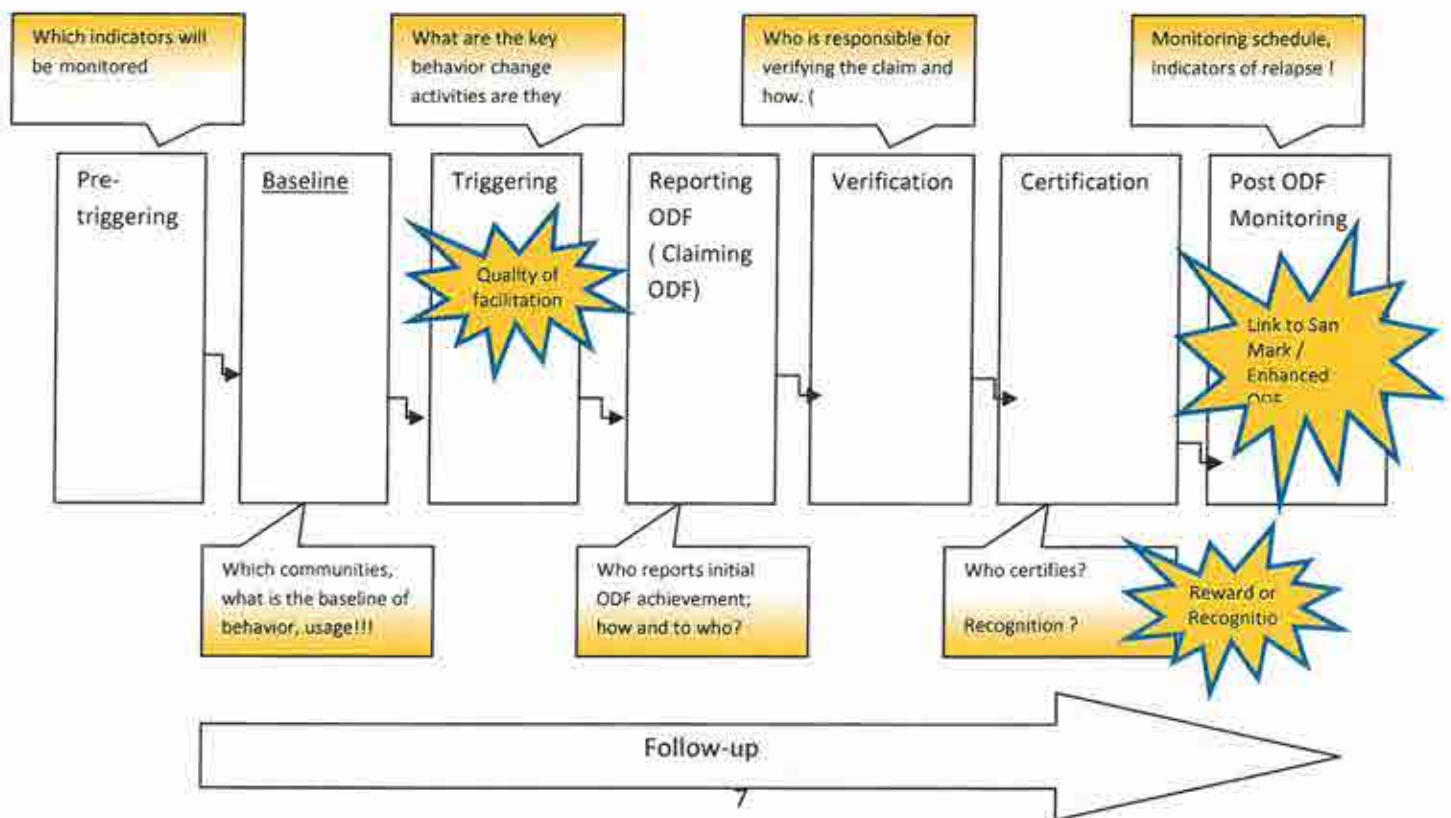 Which indicators will
be monitored
What are the key
behavior change
activities are they
Who is responsible for
verifying the claim and
how. (
Monitoring schedule,
indicators of relapse !
Pre-
triggering
Baseline
Triggering
Quality of
facilitation
Reporting
ODF
( Claiming
ODF)
Verification
Certification
Post ODF
Monitoring
Link to San
Mark /
Enhanced
ODF
Which communities,
what is the baseline of
behavior, usage!!!
Who reports initial
ODF achievement;
how and to who?
Who certifies?
Recognition ?
Reward or
Recognitio
Follow-up
7